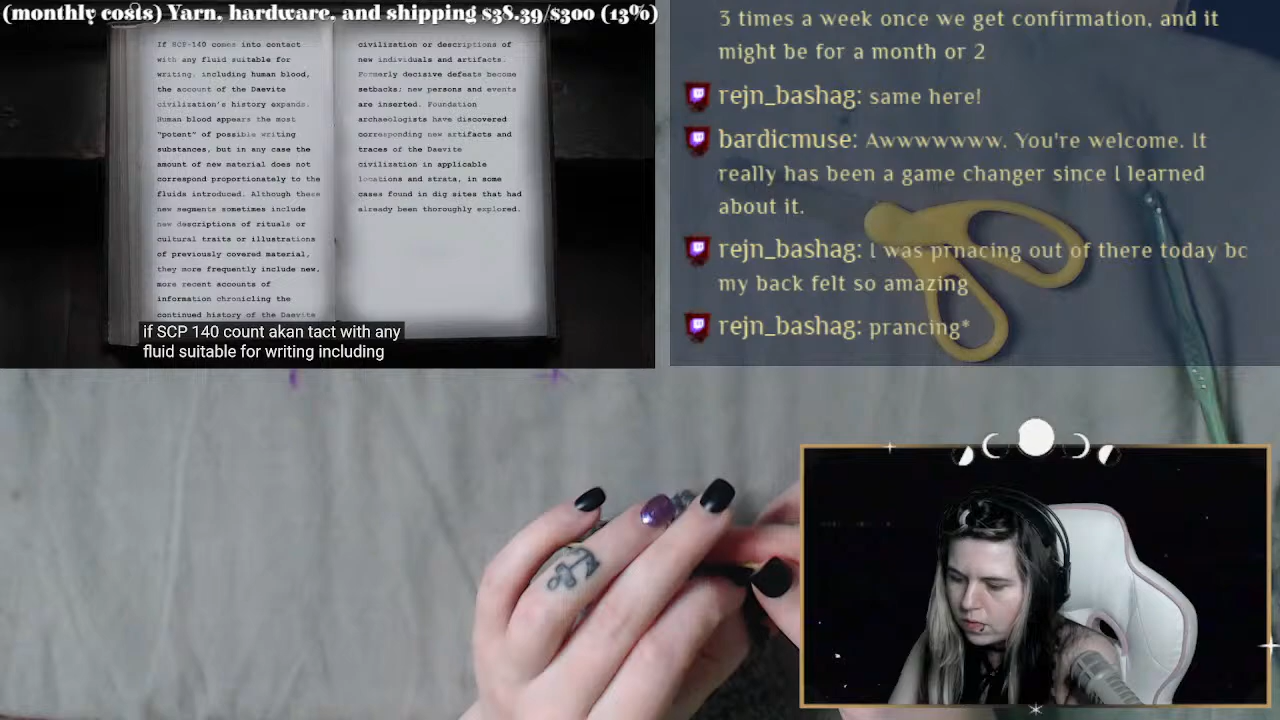 (monthly costs) Yarn, hardware, and shipping $38.39/$300 (13%)
If SCP-140 comes into contact
with any fluid suitable for
writing, including human blood,
the account of the Daevite
civilization's history expands.
Human blood appears the most
"potent" of possible writing
substances, but in any case the
amount of new material does not
correspond proportionately to the
fluids introduced. Although these
new segments sometimes include
new descriptions of rituals or
cultural traits or illustrations
of previously covered material,
they more frequently include new,
more recent accounts of
information chronicling the
continued history of the Daevite
civilization or descriptions of
new individuals and artifacts.
Formerly decisive defeats become
setbacks; new persons and events
are inserted. Foundation
archaeologists have discovered
corresponding new artifacts and
traces of the Daevite
civilization in applicable
locations and strata, in some
cases found in dig sites that had
already been thoroughly explored.
if SCP 140 count akan tact with any
fluid suitable for writing including
3 times a week once we get confirmation, and it
might be for a month or 2
rejn_bashag: same here!
bardicmuse: Awwwwwww. You're welcome. It
really has been a game changer since I learned
about it.
rejn_bashag: I was prnacing out of there today bc
my back felt so amazing
rejn_bashag: prancing*